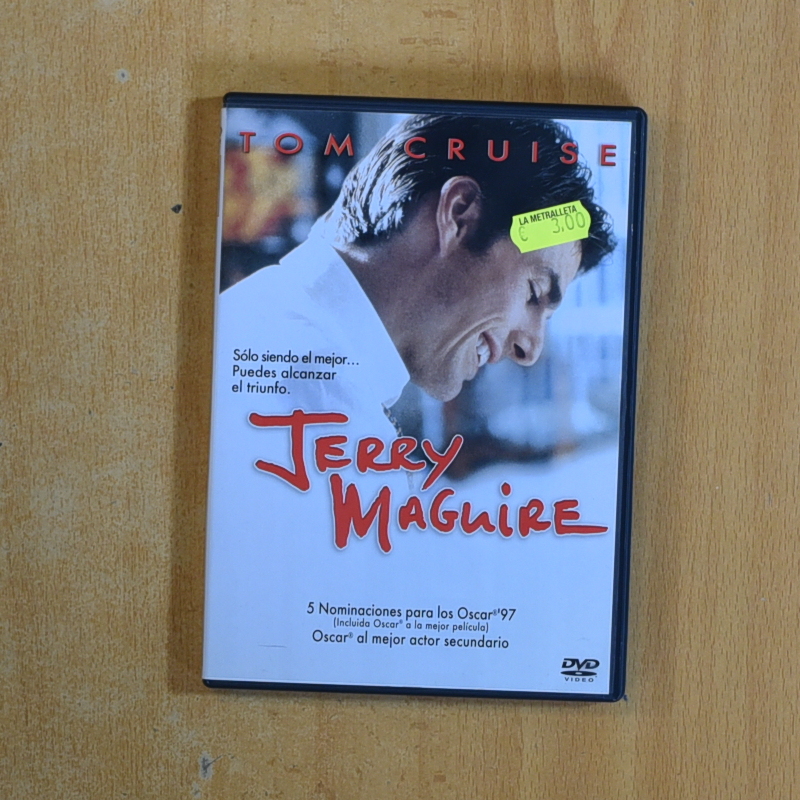 TOM CRUISE
LA METRALLETA
€ 3,00
Sólo siendo el mejor...
Puedes alcanzar
el triunfo.
JERRY
MAGUIRE
5 Nominaciones para los Oscar®'97
(Incluida Oscar® a la mejor película)
Oscar® al mejor actor secundario
DVD
VIDEO